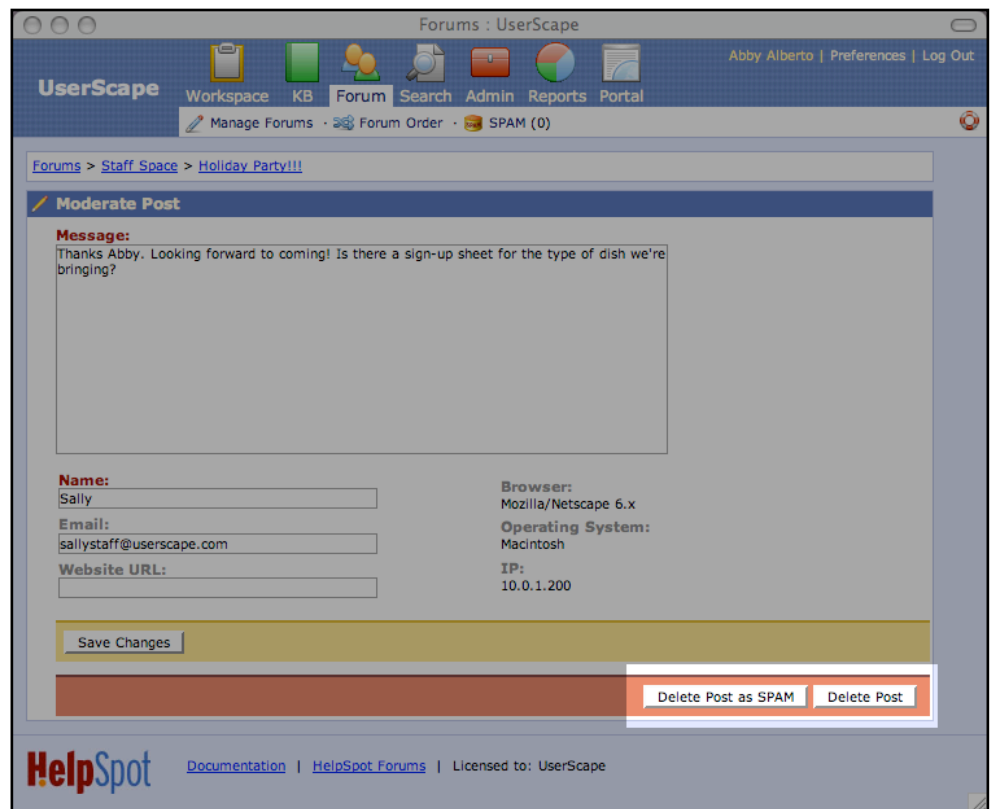 Forums : UserScape
Abby Alberto | Preferences | Log Out
UserScape
Workspace KB Forum Search Admin Reports Portal
Manage Forums · Forum Order · SPAM (0)
Forums > Staff Space > Holiday Party!!!
Moderate Post
Message:
Thanks Abby. Looking forward to coming! Is there a sign-up sheet for the type of dish we're
bringing?
Name:
Sally
Email:
sallystaff@userscape.com
Website URL:
Browser:
Mozilla/Netscape 6.x
Operating System:
Macintosh
IP:
10.0.1.200
Save Changes
Delete Post as SPAM Delete Post
HelpSpot
Documentation | HelpSpot Forums | Licensed to: UserScape